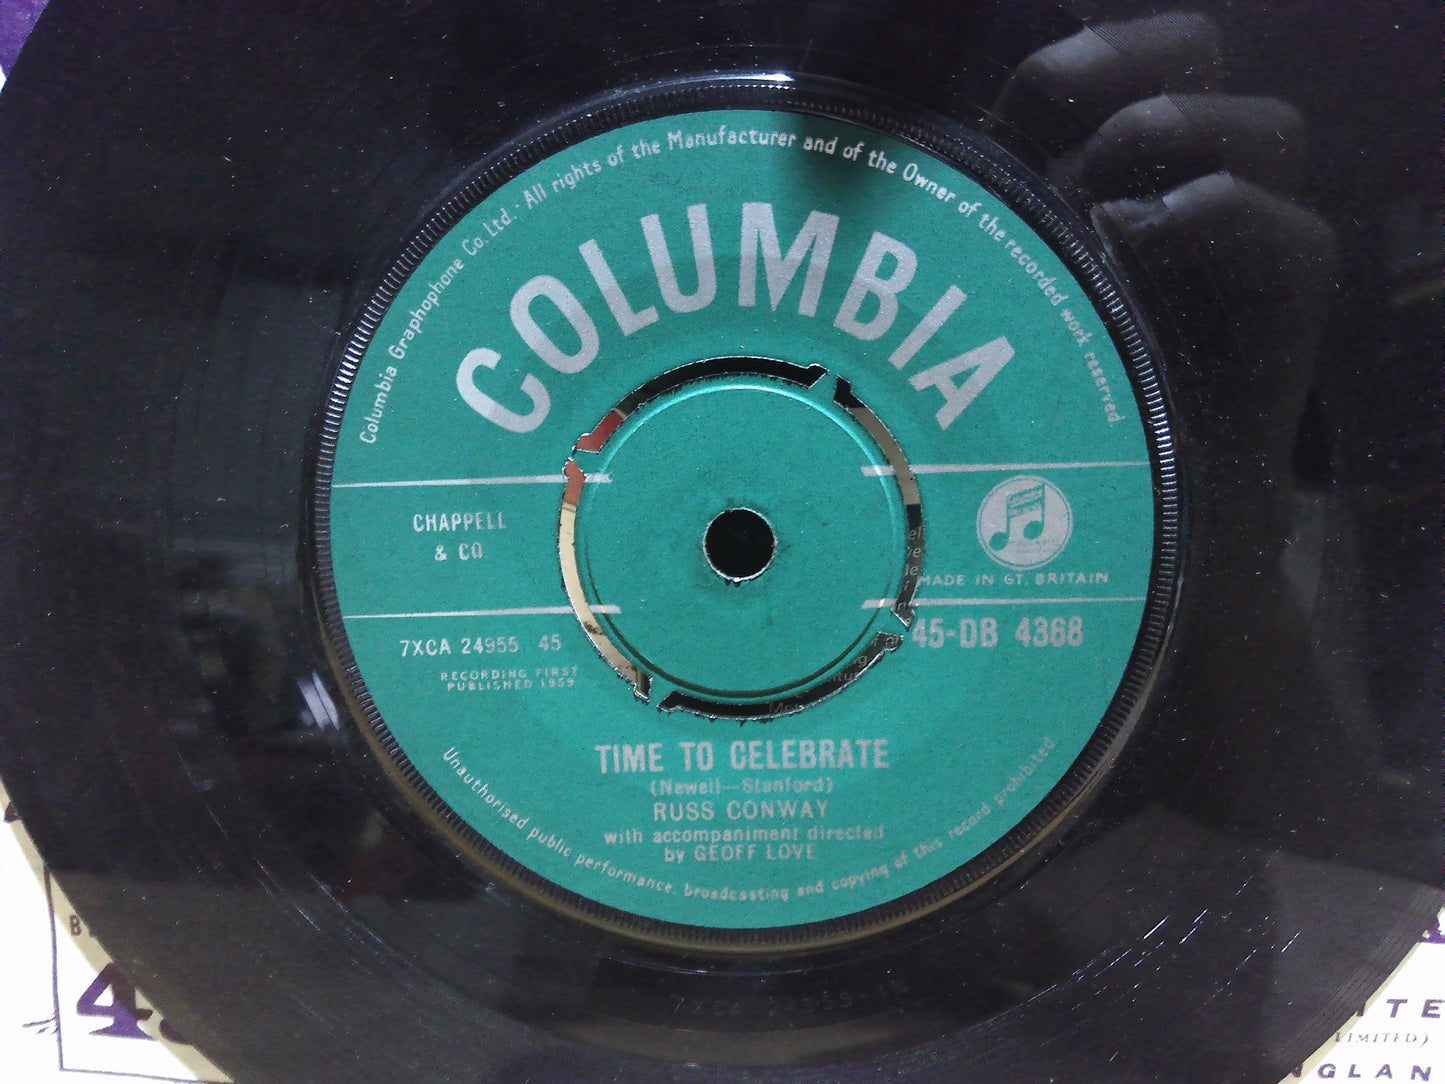 Columbia Graphophone Co. Ltd. · All rights of the Manufacturer and of the Owner of the recorded work reserved
COLUMBIA
CHAPPELL
& CO
MADE IN GT. BRITAIN
7XCA 24955 45
45-DB 4368
RECORDING FIRST
PUBLISHED 1959
TIME TO CELEBRATE
(Newell—Stanford)
RUSS CONWAY
with accompaniment directed
by GEOFF LOVE
Unauthorised public performance, broadcasting and copying of this record prohibited